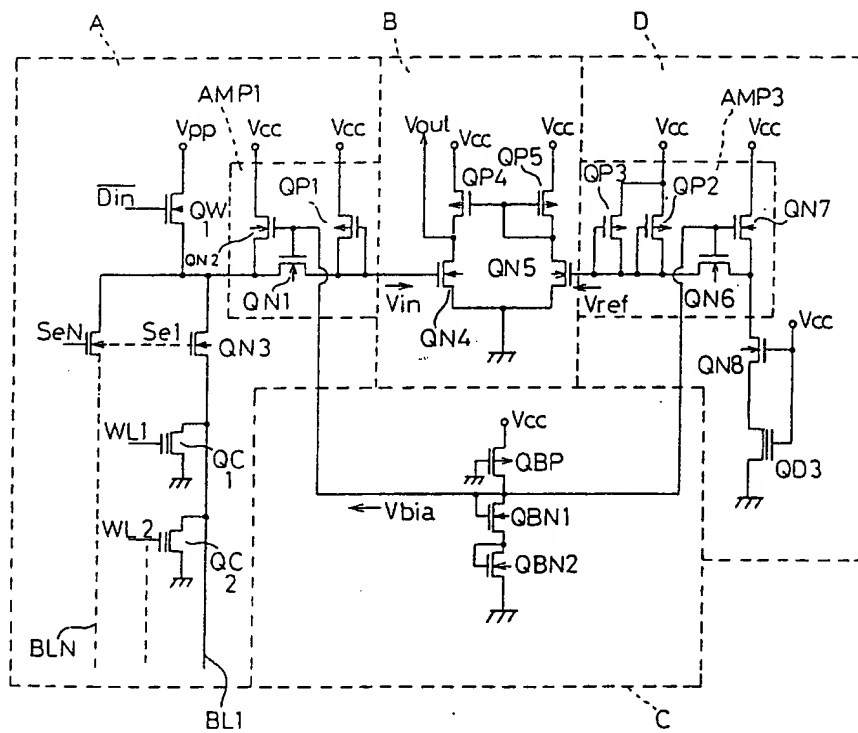 A
B
D
AMP1
AMP3
Vpp
Vcc
Vcc
Vout
Vcc
Vcc
Vcc
Vcc
QP5
QP3
QP1
QP4
QP2
Din
QW
1
QN7
QN2
QN5
QN1
Vin
Vref
QN6
SeN
Se1
QN3
QN4
Vcc
QN8
WL1
Vcc
QC
1
QBP
QD3
Vbia
QBN1
WL2
QC
2
QBN2
BLN
BL1
C